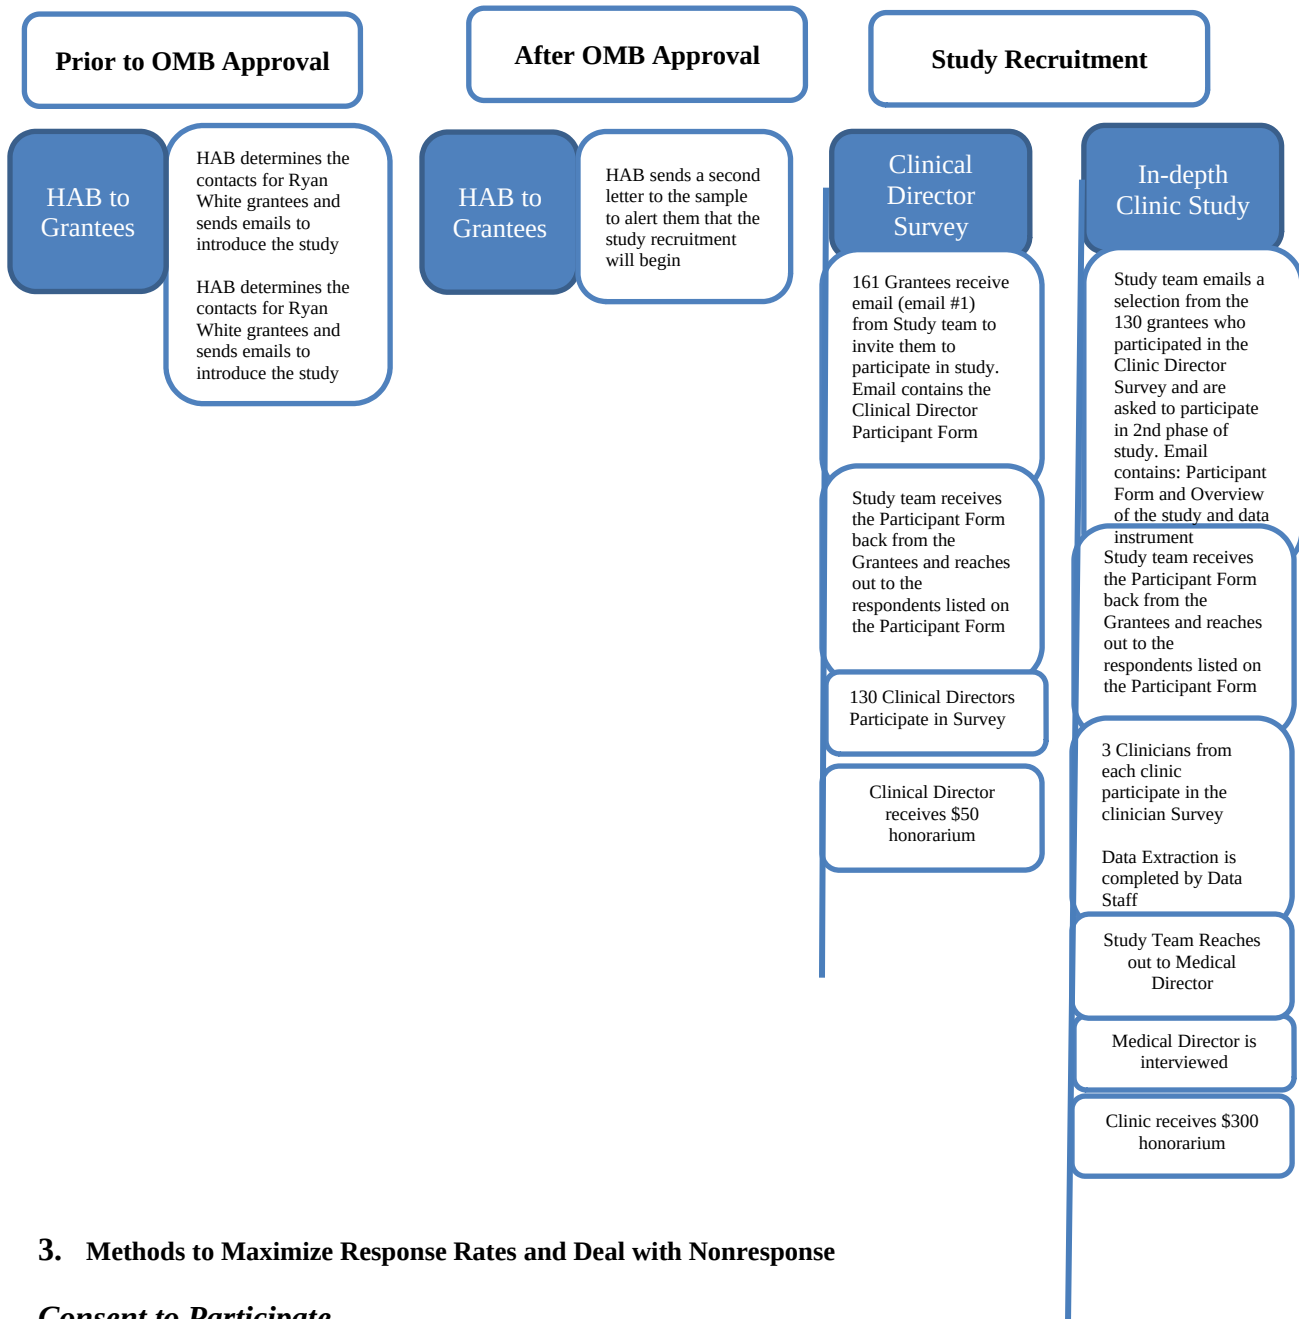 Prior to OMB Approval
HAB to
Grantees
HAB determines the
contacts for Ryan
White grantees and
sends emails to
introduce the study
HAB determines the
contacts for Ryan
White grantees and
sends emails to
introduce the study
After OMB Approval
HAB to
Grantees
HAB sends a second
letter to the sample
to alert them that the
study recruitment
will begin
Study Recruitment
Clinical
Director
Survey
161 Grantees receive
email (email #1)
from Study team to
invite them to
participate in study.
Email contains the
Clinical Director
Participant Form
Study team receives
the Participant Form
back from the
Grantees and reaches
out to the
respondents listed on
the Participant Form
130 Clinical Directors
Participate in Survey
Clinical Director
receives $50
honorarium
In-depth
Clinic Study
Study team emails a
selection from the
130 grantees who
participated in the
Clinic Director
Survey and are
asked to participate
in 2nd phase of
study. Email
contains: Participant
Form and Overview
of the study and data
instrument
Study team receives
the Participant Form
back from the
Grantees and reaches
out to the
respondents listed on
the Participant Form
3 Clinicians from
each clinic
participate in the
clinician Survey
Data Extraction is
completed by Data
Staff
Study Team Reaches
out to Medical
Director
Medical Director is
interviewed
Clinic receives $300
honorarium
3. Methods to Maximize Response Rates and Deal with Nonresponse
Consent to Participate